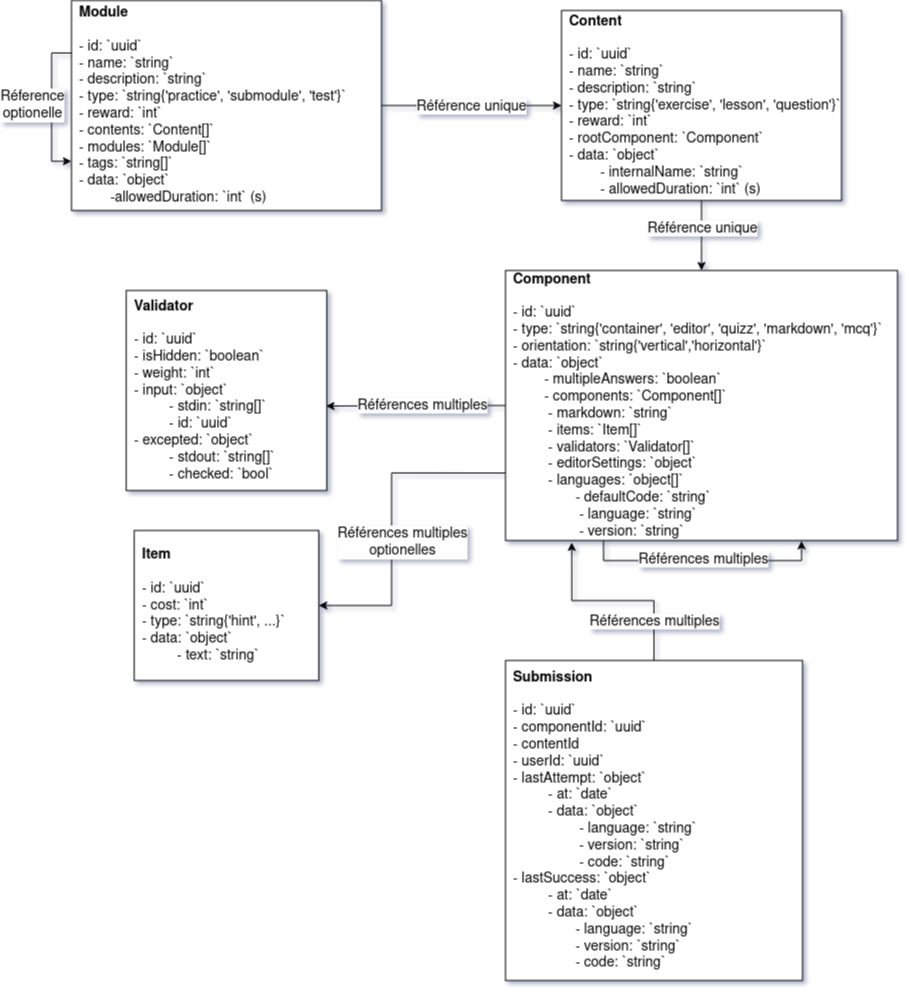 Module
- id: `uuid`
- name: `string`
- description: `string`
- type: `string{'practice', 'submodule', 'test'}`
- reward: `int`
- contents: `Content[]`
- modules: `Module[]`
- tags: `string[]`
- data: `object`
-allowedDuration: `int` (s)
Réference
optionelle
Référence unique
Content
- id: `uuid`
- name: `string`
- description: `string`
- type: `string{'exercise', 'lesson', 'question'}`
- reward: `int`
- rootComponent: `Component`
- data: `object`
- internalName: `string`
- allowedDuration: `int` (s)
Référence unique
Component
- id: `uuid`
- type: `string{'container', 'editor', 'quizz', 'markdown', 'mcq'}`
- orientation: `string{'vertical','horizontal'}`
- data: `object`
- multipleAnswers: `boolean`
- components: `Component[]`
- markdown: `string`
- items: `Item[]`
- validators: `Validator[]`
- editorSettings: `object`
- languages: `object[]`
- defaultCode: `string`
- language: `string`
- version: `string`
Références multiples
Validator
- id: `uuid`
- isHidden: `boolean`
- weight: `int`
- input: `object`
- stdin: `string[]`
- id: `uuid`
- excepted: `object`
- stdout: `string[]`
- checked: `bool`
Références multiples
optionelles
Item
- id: `uuid`
- cost: `int`
- type: `string{'hint', ...}`
- data: `object`
- text: `string`
Références multiples
Références multiples
Submission
- id: `uuid`
- componentId: `uuid`
- contentId
- userId: `uuid`
- lastAttempt: `object`
- at: `date`
- data: `object`
- language: `string`
- version: `string`
- code: `string`
- lastSuccess: `object`
- at: `date`
- data: `object`
- language: `string`
- version: `string`
- code: `string`